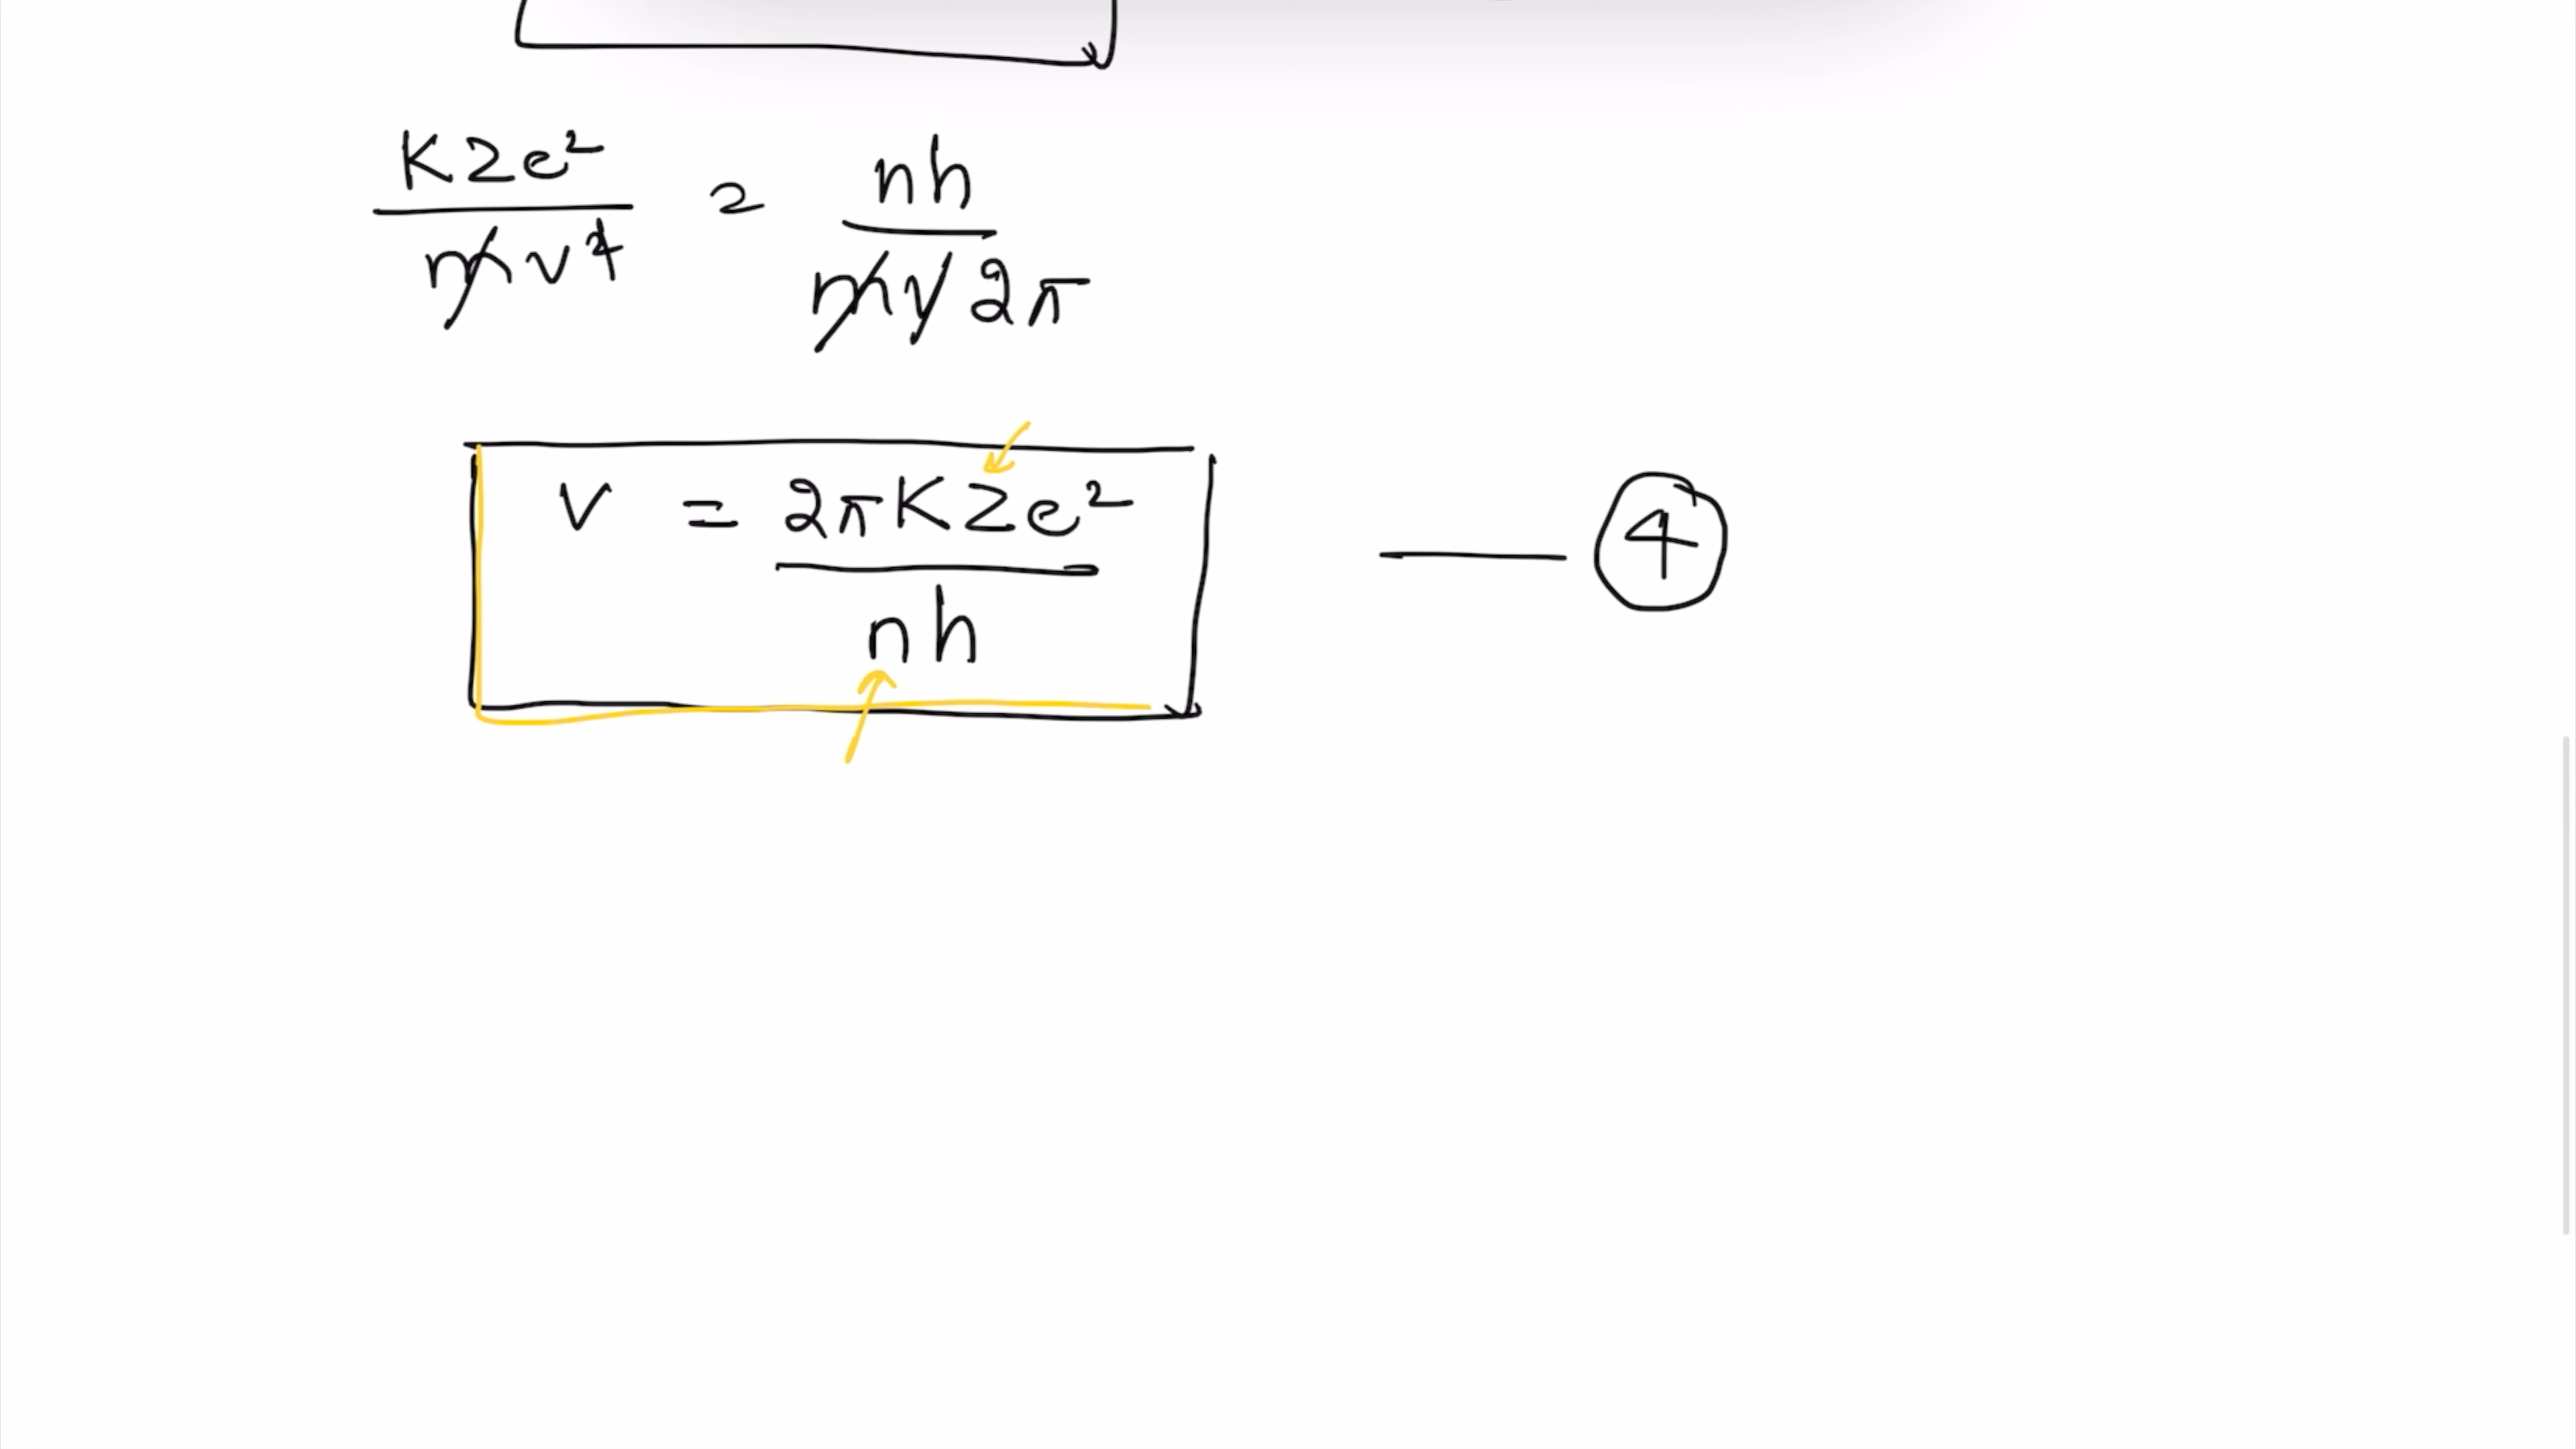 KZe² / mv² = nh / mv2π
v = 2πKZe² / nh —— 4